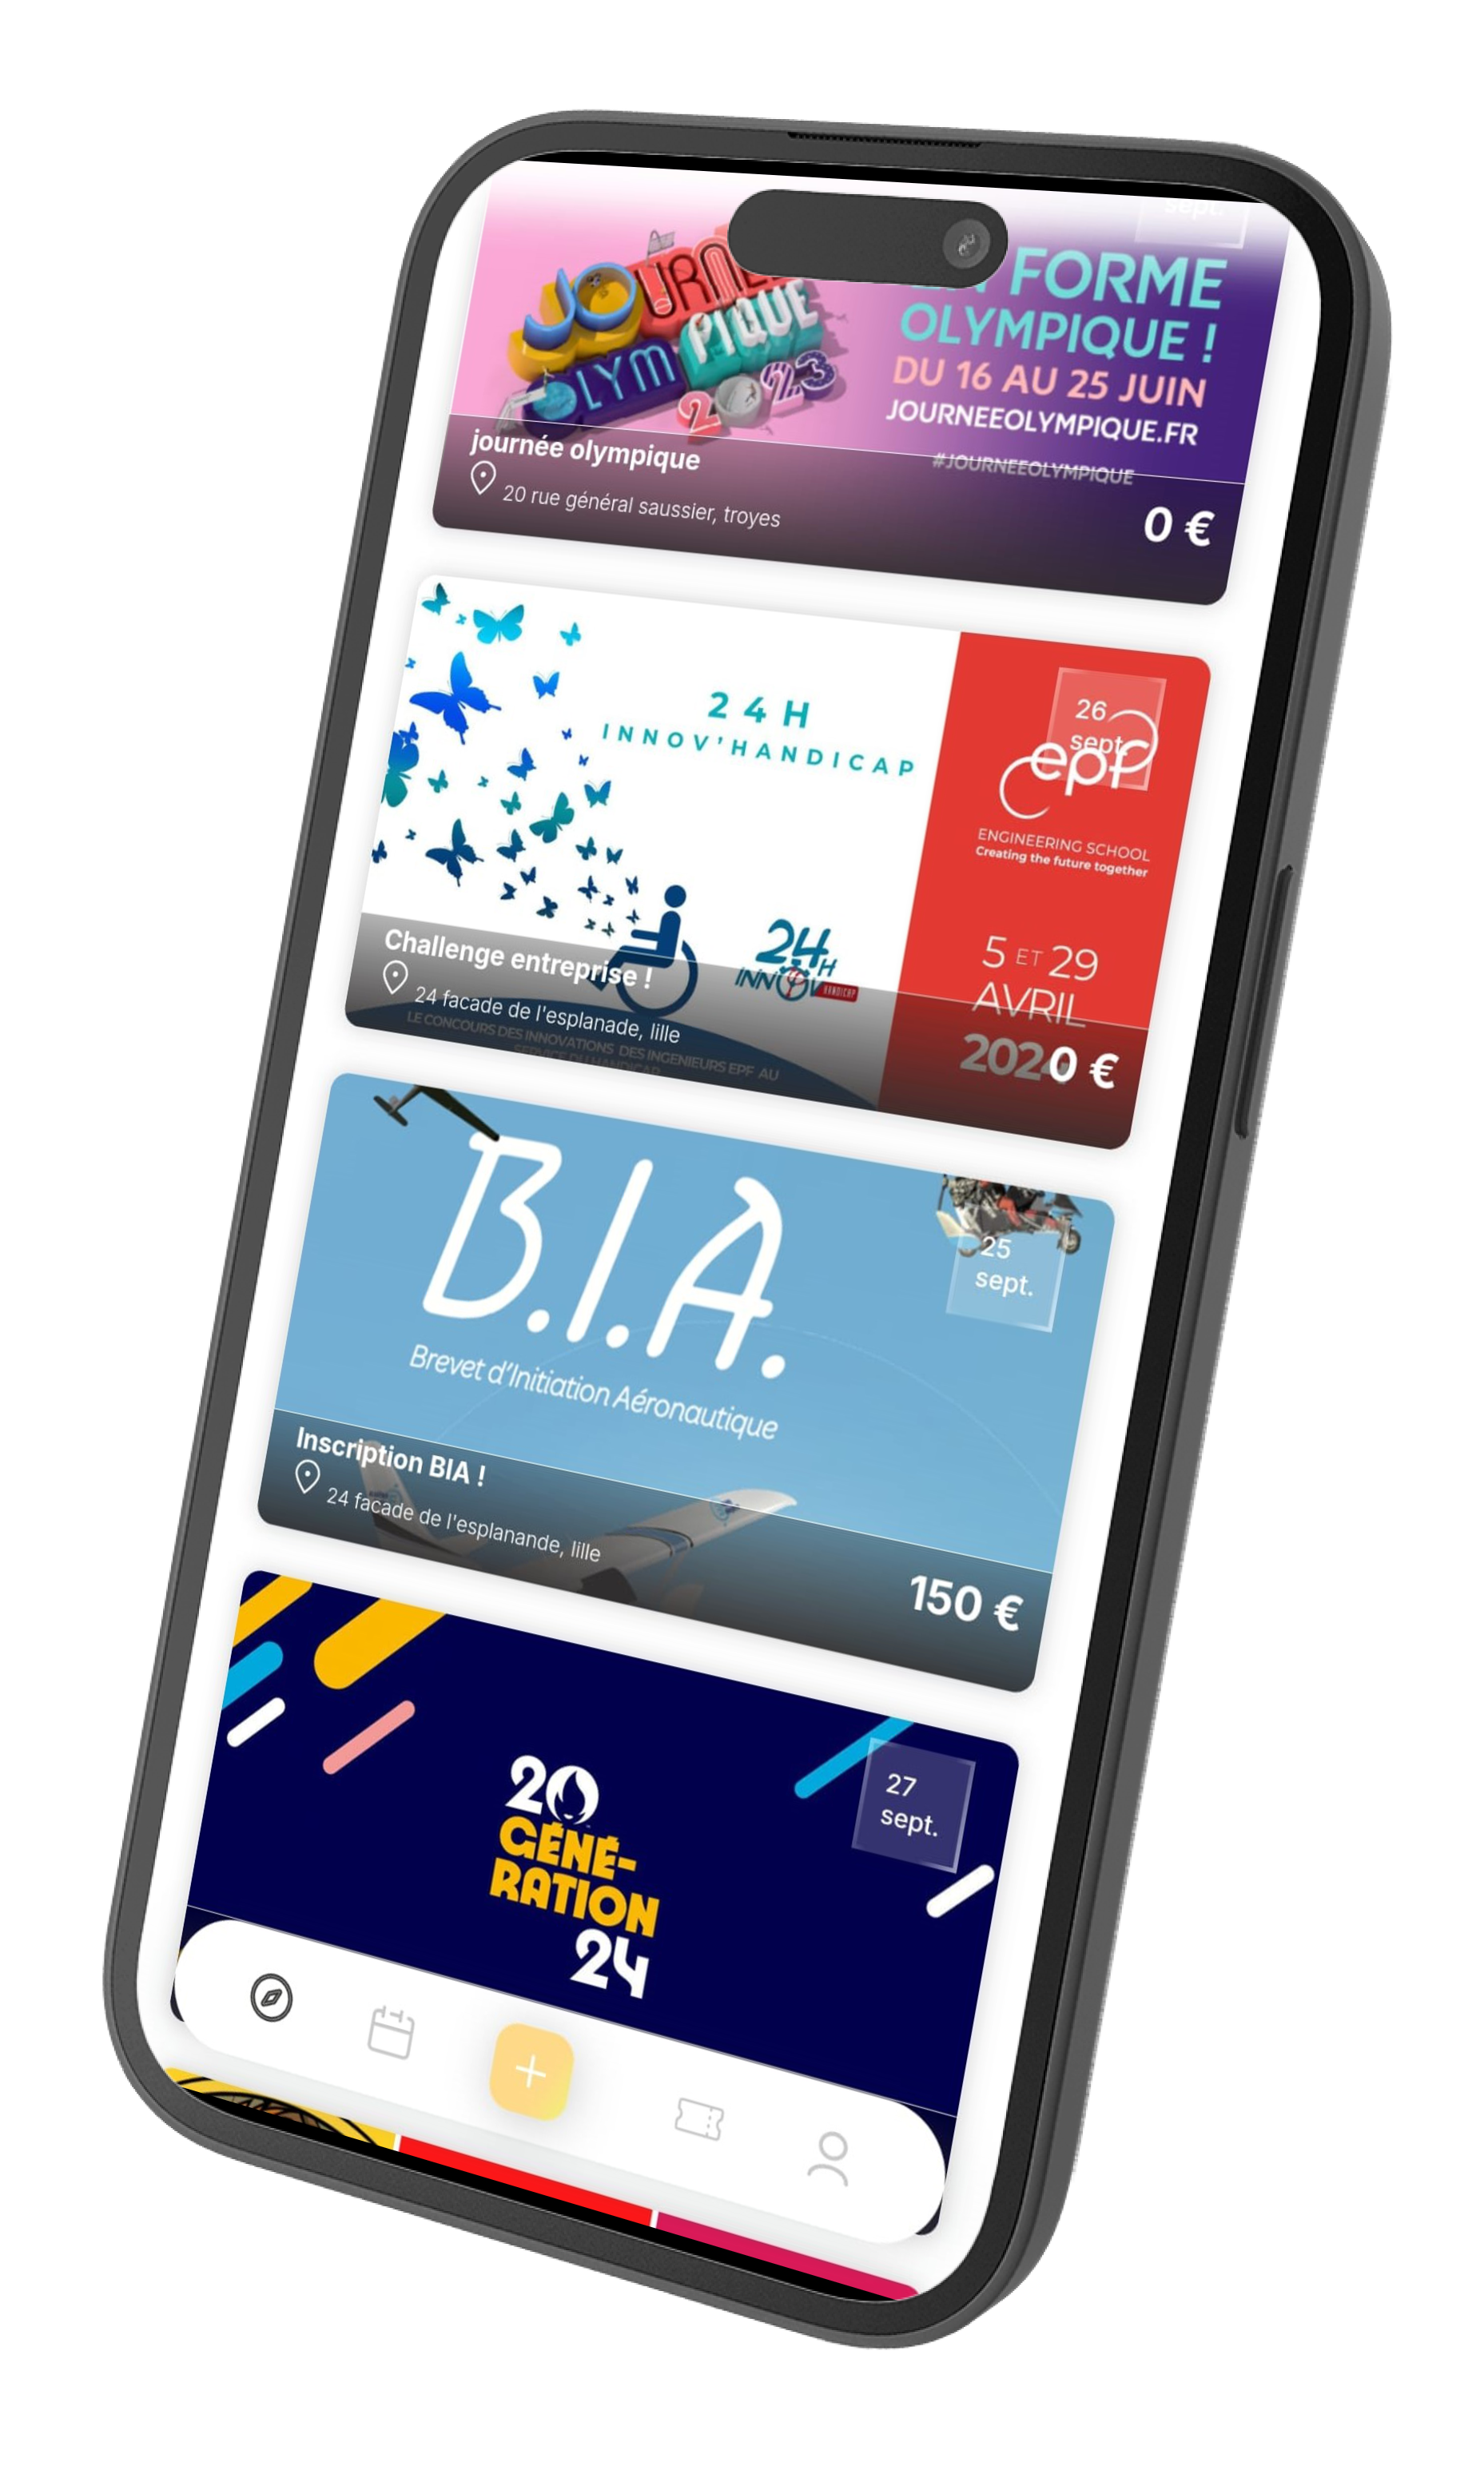 sept.
JOURNÉE
OLYMPIQUE
2023
FORME
OLYMPIQUE !
DU 16 AU 25 JUIN
JOURNEEOLYMPIQUE.FR
#JOURNEEOLYMPIQUE
journée olympique
20 rue général saussier, troyes
0 €
24H
INNOV'HANDICAP
26
sept.
epf
ENGINEERING SCHOOL
Creating the future together
24H
INNOV
HANDICAP
5 ET 29
AVRIL
202
Challenge entreprise !
24 facade de l'esplanade, lille
0 €
LE CONCOURS DES INNOVATIONS DES INGENIEURS EPF AU
SERVICE DU HANDICAP
B.I.A.
Brevet d'Initiation Aéronautique
25
sept.
Inscription BIA !
24 facade de l'esplanande, lille
150 €
20
GÉNÉ-
RATION
24
27
sept.